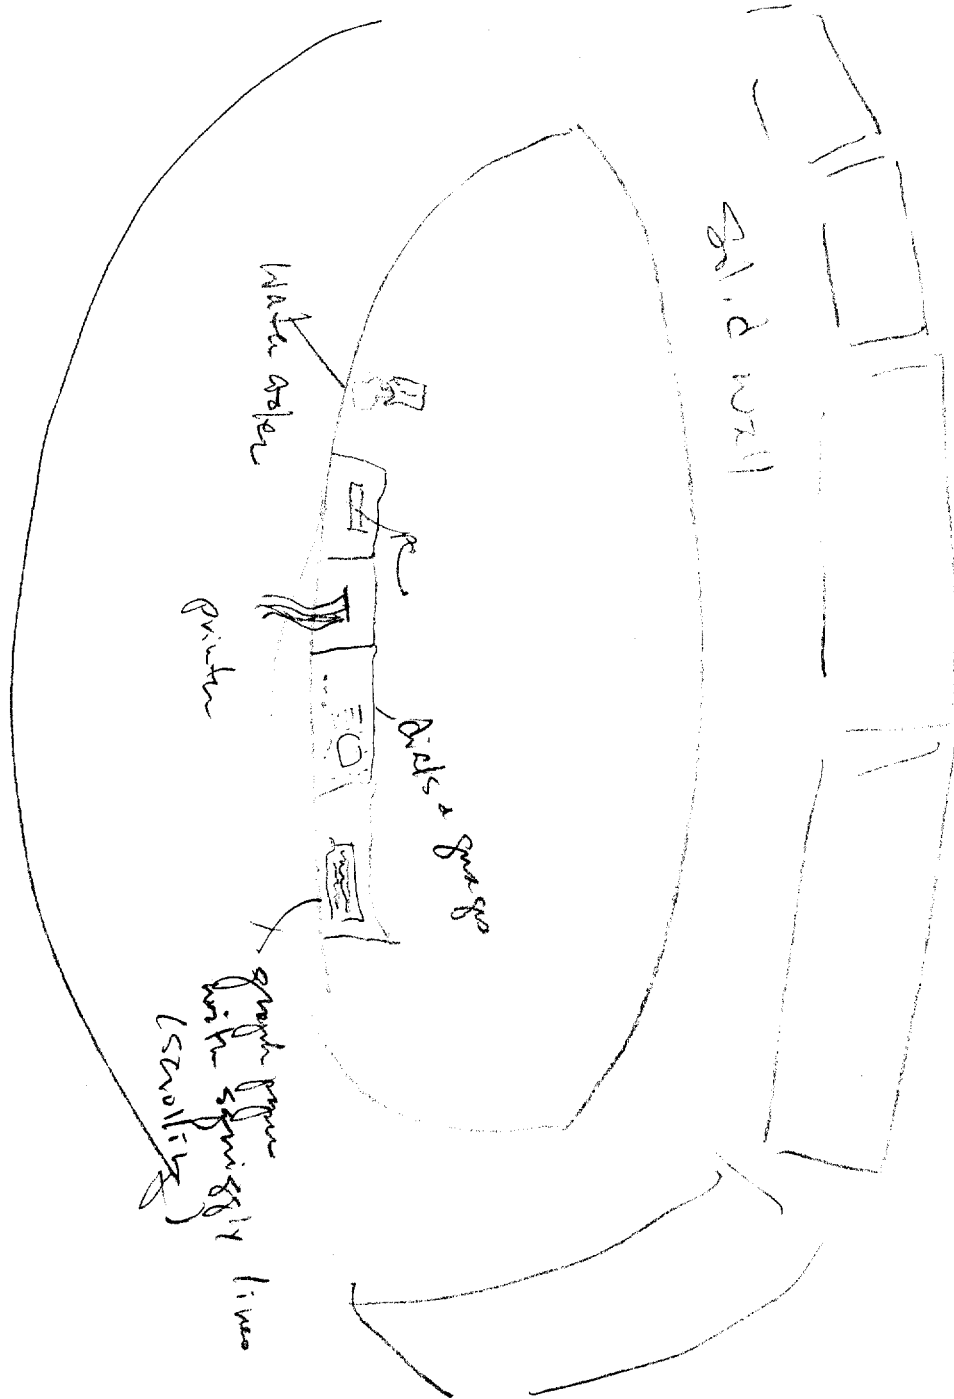 Solid wall
Water cooler
PC
printer
Dials & gauges
graph paper
with squiggly lines
(scrolling)